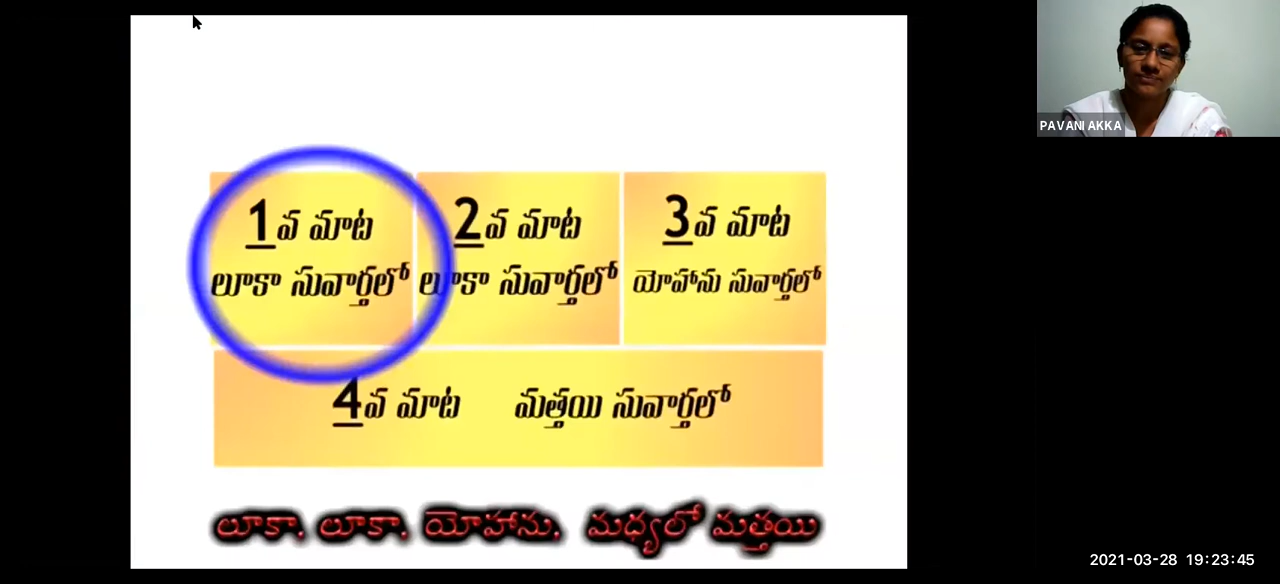 PAVANI AKKA
1వ మాట
లూకా సువార్తలో
2వ మాట
లూకా సువార్తలో
3వ మాట
యోహాను సువార్తలో
4వ మాట మత్తయి సువార్తలో
లూకా, లూకా, యోహాను, మధ్యలో మత్తయి
2021-03-28 19:23:45